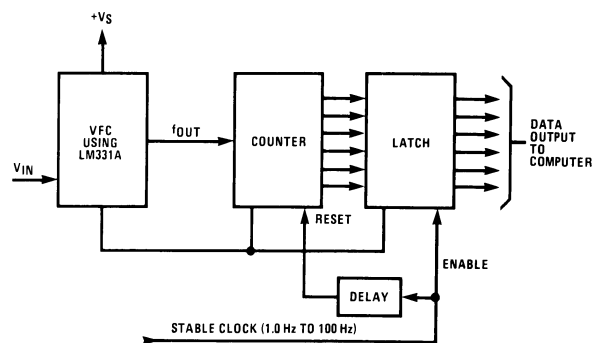 +VS
VFC
USING
LM331A
fOUT
COUNTER
LATCH
DATA
OUTPUT
TO
COMPUTER
VIN
RESET
ENABLE
DELAY
STABLE CLOCK (1.0 Hz TO 100 Hz)